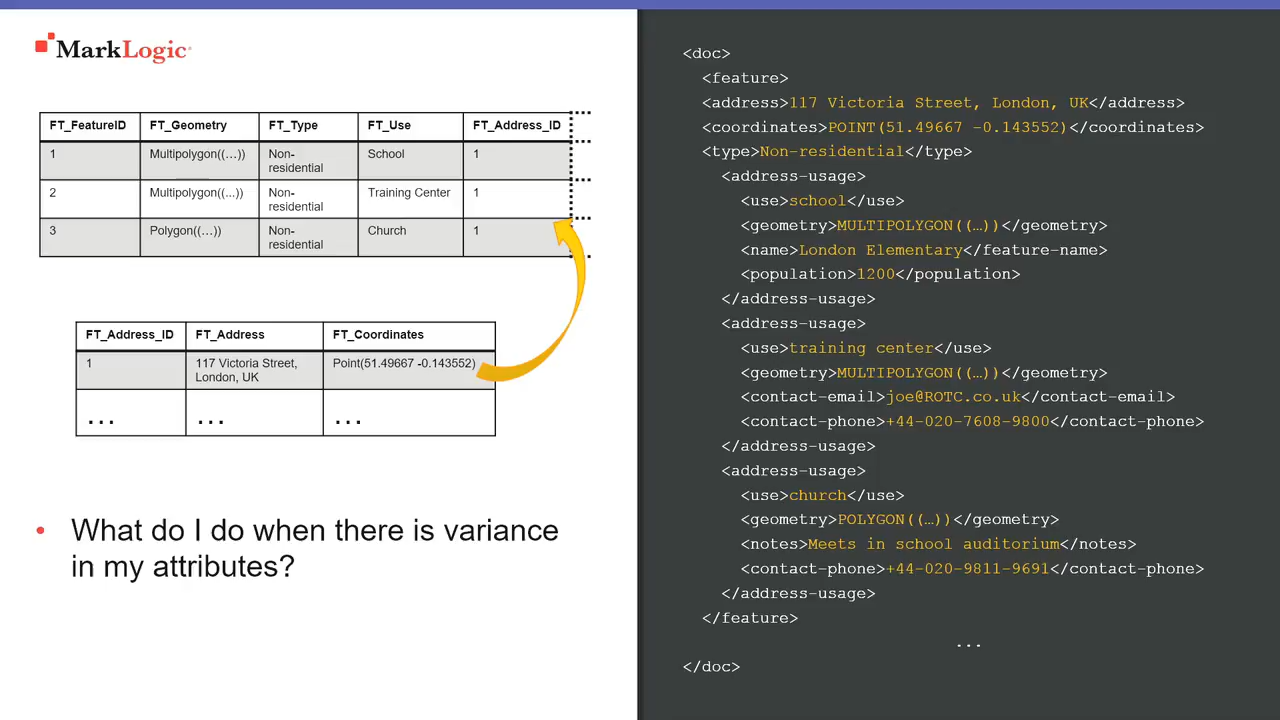 MarkLogic
FT_FeatureID FT_Geometry FT_Type FT_Use FT_Address_ID
1 Multipolygon((…)) Non-residential School 1
2 Multipolygon((...)) Non-residential Training Center 1
3 Polygon((…)) Non-residential Church 1
FT_Address_ID FT_Address FT_Coordinates
1 117 Victoria Street, London, UK Point(51.49667 -0.143552)
... ... ...
• What do I do when there is variance
in my attributes?
<doc>
<feature>
<address>117 Victoria Street, London, UK</address>
<coordinates>POINT(51.49667 -0.143552)</coordinates>
<type>Non-residential</type>
<address-usage>
<use>school</use>
<geometry>MULTIPOLYGON((…))</geometry>
<name>London Elementary</feature-name>
<population>1200</population>
</address-usage>
<address-usage>
<use>training center</use>
<geometry>MULTIPOLYGON((…))</geometry>
<contact-email>joe@ROTC.co.uk</contact-email>
<contact-phone>+44-020-7608-9800</contact-phone>
</address-usage>
<address-usage>
<use>church</use>
<geometry>POLYGON((…))</geometry>
<notes>Meets in school auditorium</notes>
<contact-phone>+44-020-9811-9691</contact-phone>
</address-usage>
</feature>
...
</doc>